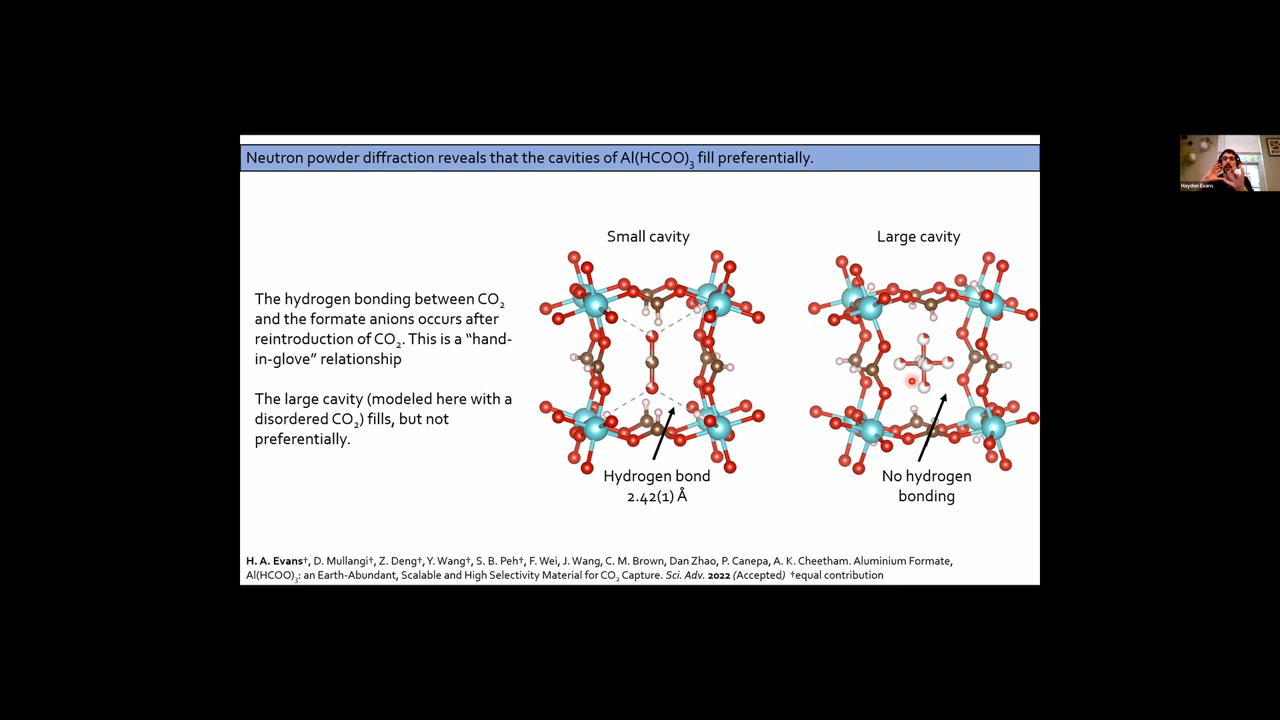 Neutron powder diffraction reveals that the cavities of Al(HCOO)₃ fill preferentially.
Hayden Evans
Small cavity
Large cavity
The hydrogen bonding between CO₂
and the formate anions occurs after
reintroduction of CO₂. This is a “hand-
in-glove” relationship
The large cavity (modeled here with a
disordered CO₂) fills, but not
preferentially.
Hydrogen bond
2.42(1) Å
No hydrogen
bonding
H. A. Evans†, D. Mullangi†, Z. Deng†, Y. Wang†, S. B. Peh†, F. Wei, J. Wang, C. M. Brown, Dan Zhao, P. Canepa, A. K. Cheetham. Aluminium Formate,
Al(HCOO)₃: an Earth-Abundant, Scalable and High Selectivity Material for CO₂ Capture. Sci. Adv. 2022 (Accepted) †equal contribution